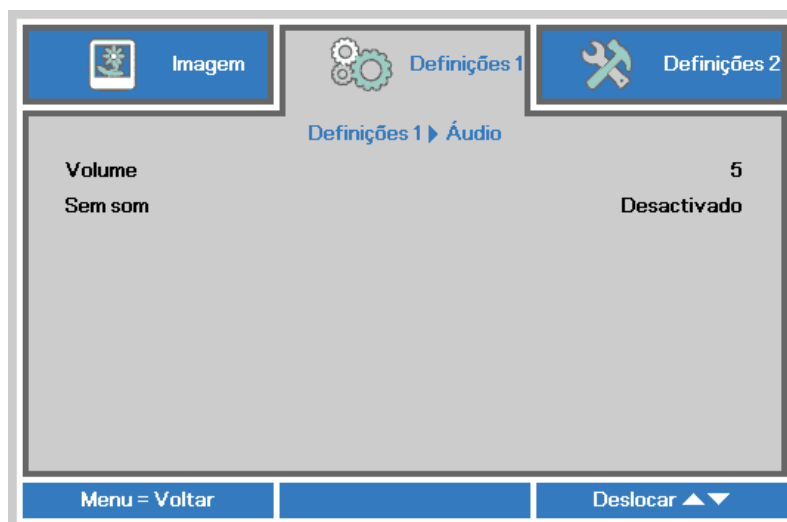 Imagem
Definições 1
Definições 2
Definições 1 Áudio
Volume 5
Sem som Desactivado
Menu = Voltar
Deslocar